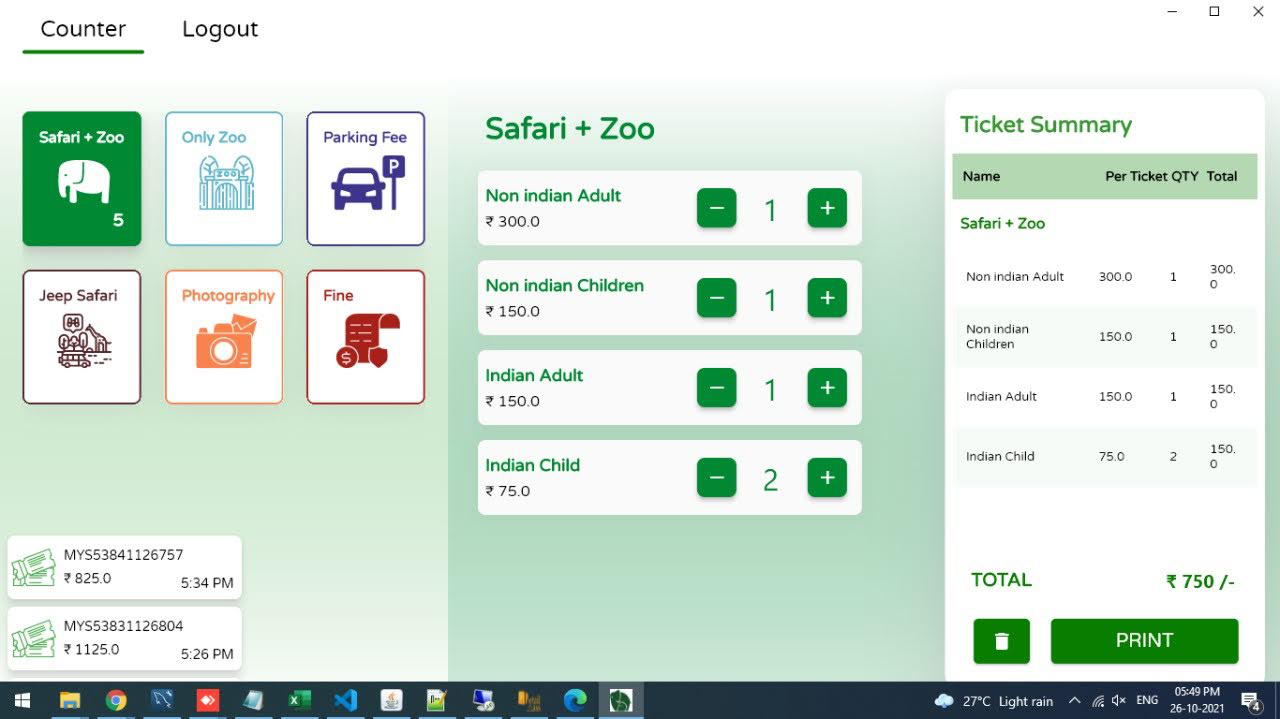 Counter Logout
Safari + Zoo
5
Only Zoo
Parking Fee
P
Jeep Safari
Photography
Fine
$
MYS53841126757
₹ 825.0
5:34 PM
MYS53831126804
₹ 1125.0
5:26 PM
Safari + Zoo
Non indian Adult
₹ 300.0
− 1 +
Non indian Children
₹ 150.0
− 1 +
Indian Adult
₹ 150.0
− 1 +
Indian Child
₹ 75.0
− 2 +
Ticket Summary
Name Per Ticket QTY Total
Safari + Zoo
Non indian Adult 300.0 1 300.
0
Non indian
Children 150.0 1 150.
0
Indian Adult 150.0 1 150.
0
Indian Child 75.0 2 150.
0
TOTAL ₹ 750 /-
PRINT
27°C Light rain
ENG
05:49 PM
26-10-2021
4